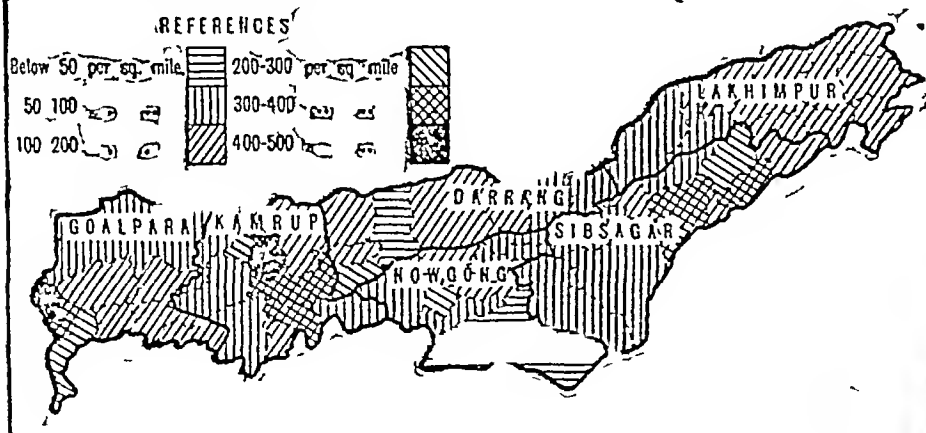 REFERENCES
Below 50 per sq. mile 200-300 per sq mile
50 100 300-400
100 200 400-500
LAKHIMPUR
DARRANG
GOALPARA KAMRUP
SIBSAGAR
NOWGONG